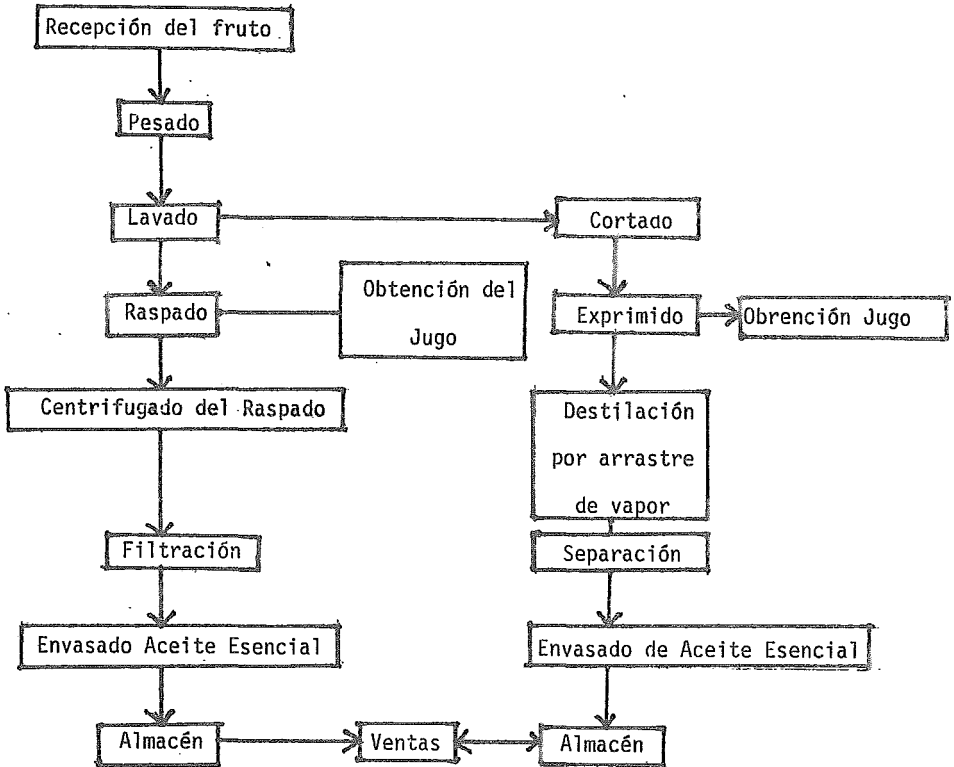 Recepción del fruto
Pesado
Lavado
Cortado
Raspado
Obtención del
Jugo
Exprimido
Obrención Jugo
Centrifugado del Raspado
Destilación
por arrastre
de vapor
Filtración
Separación
Envasado Aceite Esencial
Envasado de Aceite Esencial
Almacén
Ventas
Almacén